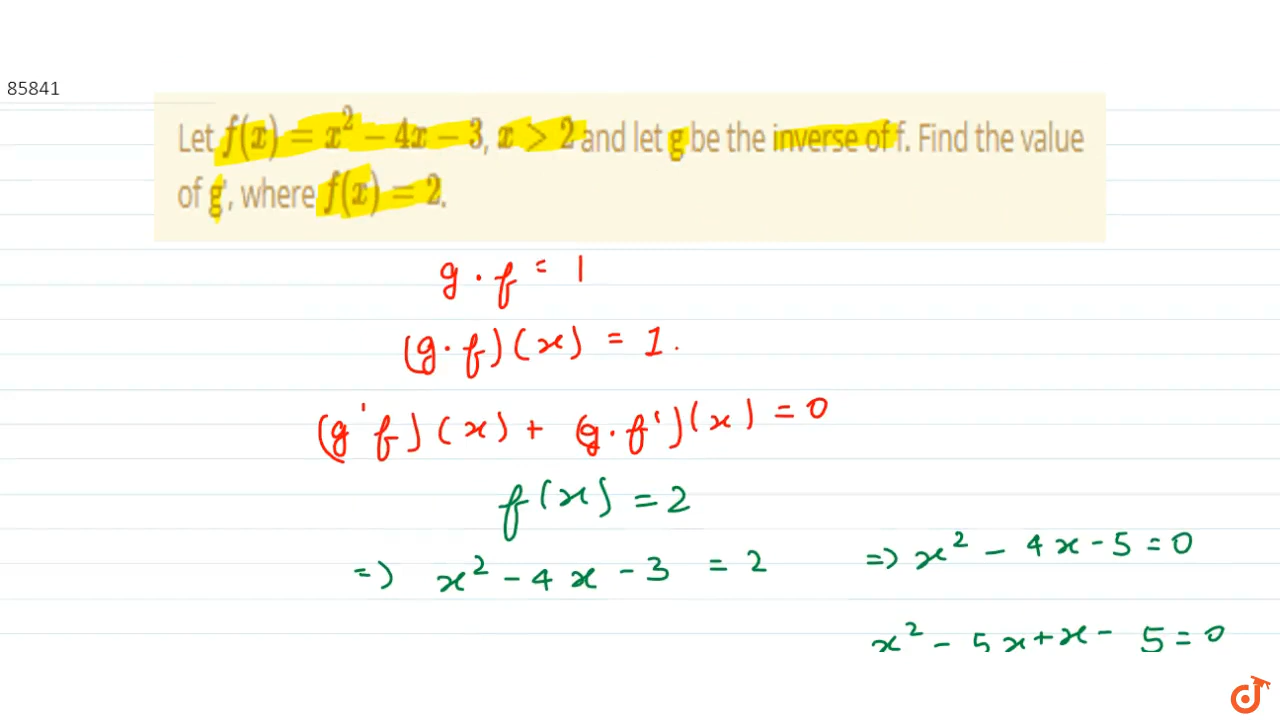 85841
Let f(x) = x² − 4x − 3, x > 2 and let g be the inverse of f. Find the value
of g', where f(x) = 2.
g · f = 1
(g · f)(x) = 1.
(g'f)(x) + (g · f')(x) = 0
f(x) = 2
=> x² − 4x − 3 = 2 => x² − 4x − 5 = 0
x² − 5x + x − 5 = 0